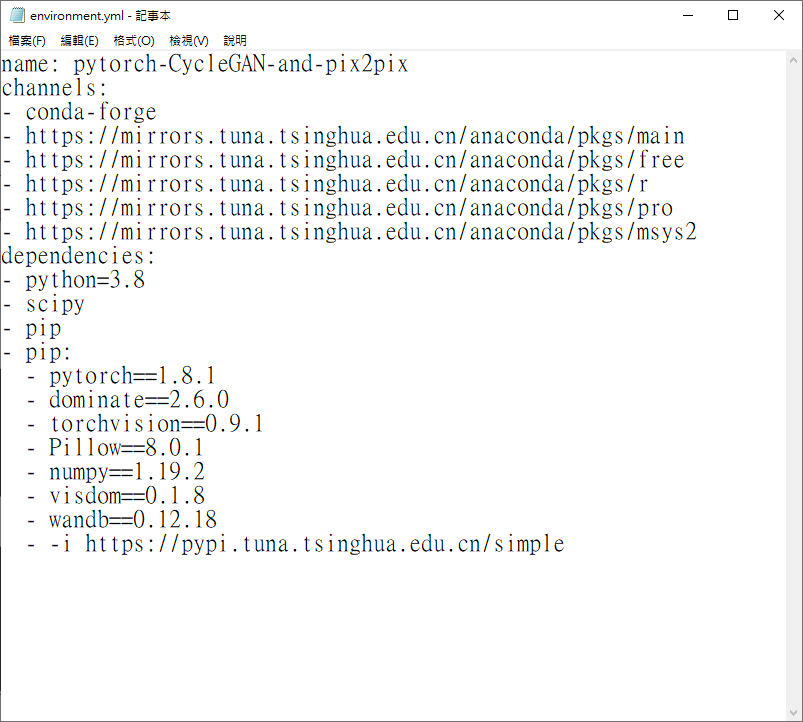 environment.yml - 記事本
檔案(F) 編輯(E) 格式(O) 檢視(V) 說明
name: pytorch-CycleGAN-and-pix2pix
channels:
- conda-forge
- https://mirrors.tuna.tsinghua.edu.cn/anaconda/pkgs/main
- https://mirrors.tuna.tsinghua.edu.cn/anaconda/pkgs/free
- https://mirrors.tuna.tsinghua.edu.cn/anaconda/pkgs/r
- https://mirrors.tuna.tsinghua.edu.cn/anaconda/pkgs/pro
- https://mirrors.tuna.tsinghua.edu.cn/anaconda/pkgs/msys2
dependencies:
- python=3.8
- scipy
- pip
- pip:
  - pytorch==1.8.1
  - dominate==2.6.0
  - torchvision==0.9.1
  - Pillow==8.0.1
  - numpy==1.19.2
  - visdom==0.1.8
  - wandb==0.12.18
  - -i https://pypi.tuna.tsinghua.edu.cn/simple